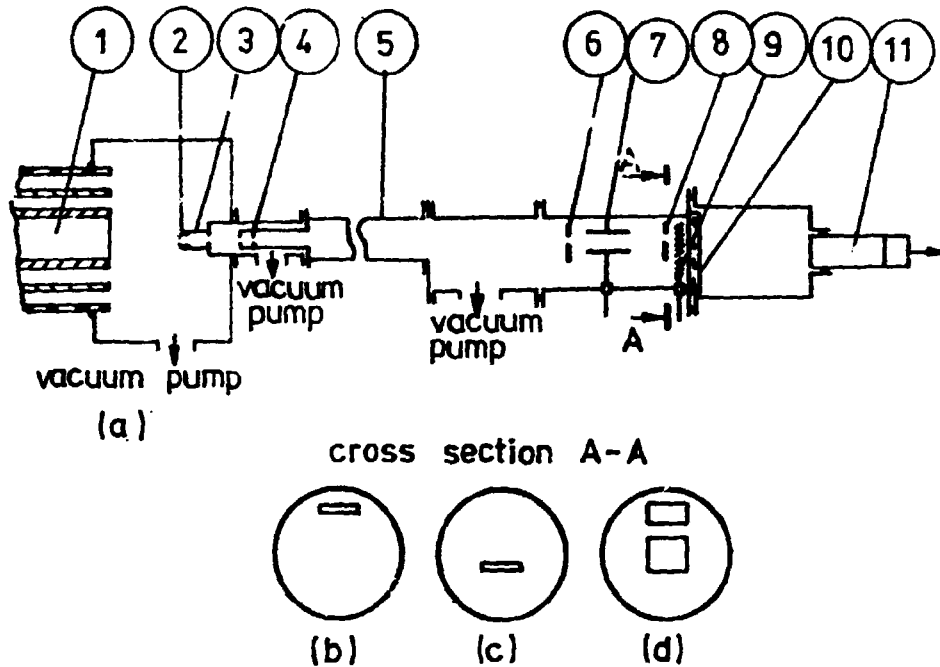 1 2 3 4 5 6 7 8 9 10 11
A
vacuum
pump
vacuum
pump
A
vacuum pump
(a)
cross section A-A
(b) (c) (d)